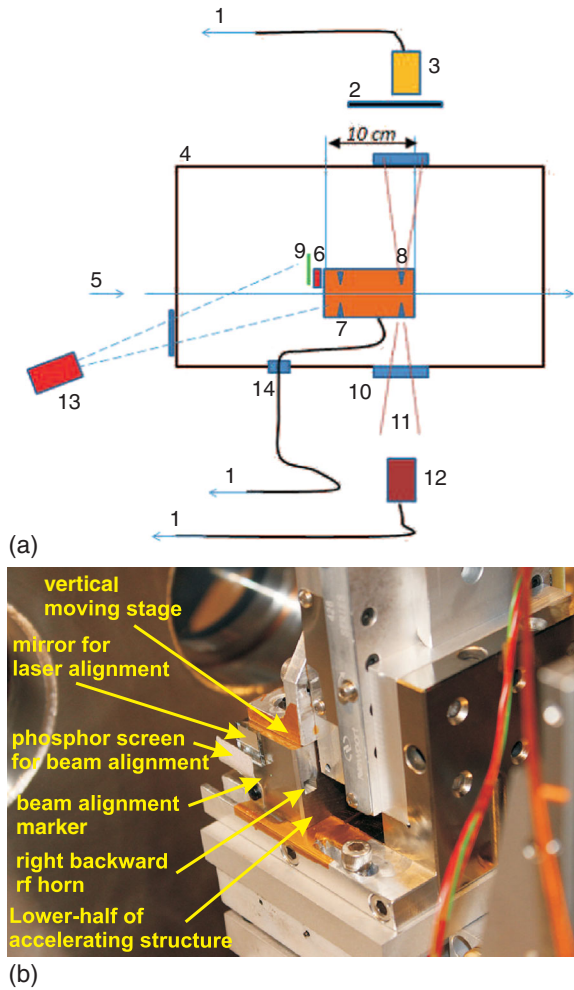 1
3
2
10 cm
4
9 6 8
5
7
13
14
10
11
12
1
1
(a)
vertical
moving stage
mirror for
laser alignment
phosphor screen
for beam alignment
beam alignment
marker
right backward
rf horn
Lower-half of
accelerating structure
(b)